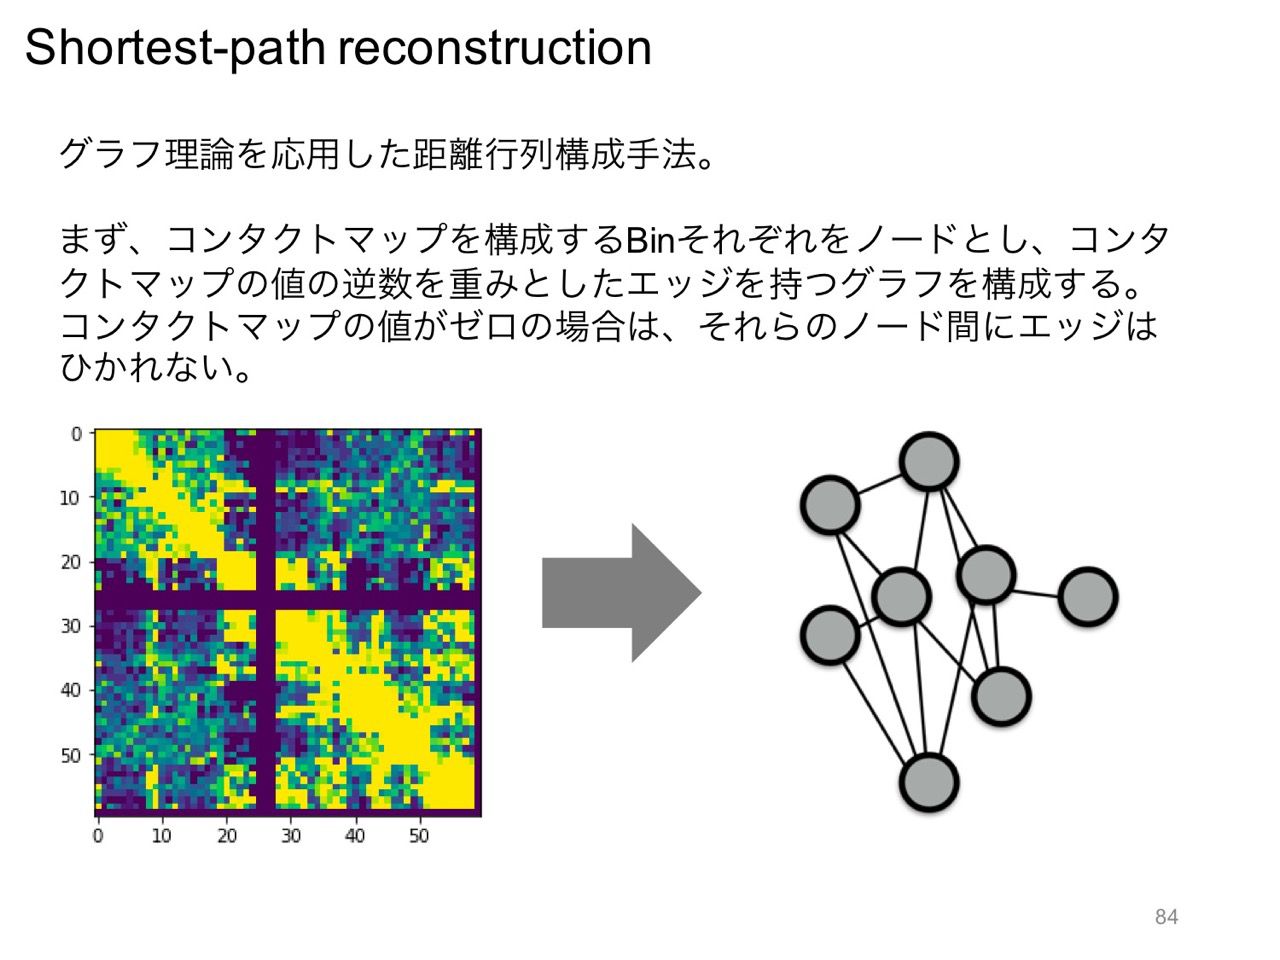 Shortest-path reconstruction
グラフ理論を応用した距離行列構成手法。
まず、コンタクトマップを構成するBinそれぞれをノードとし、コンタ
クトマップの値の逆数を重みとしたエッジを持つグラフを構成する。
コンタクトマップの値がゼロの場合は、それらのノード間にエッジは
ひかれない。
0
10
20
30
40
50
0 10 20 30 40 50
84